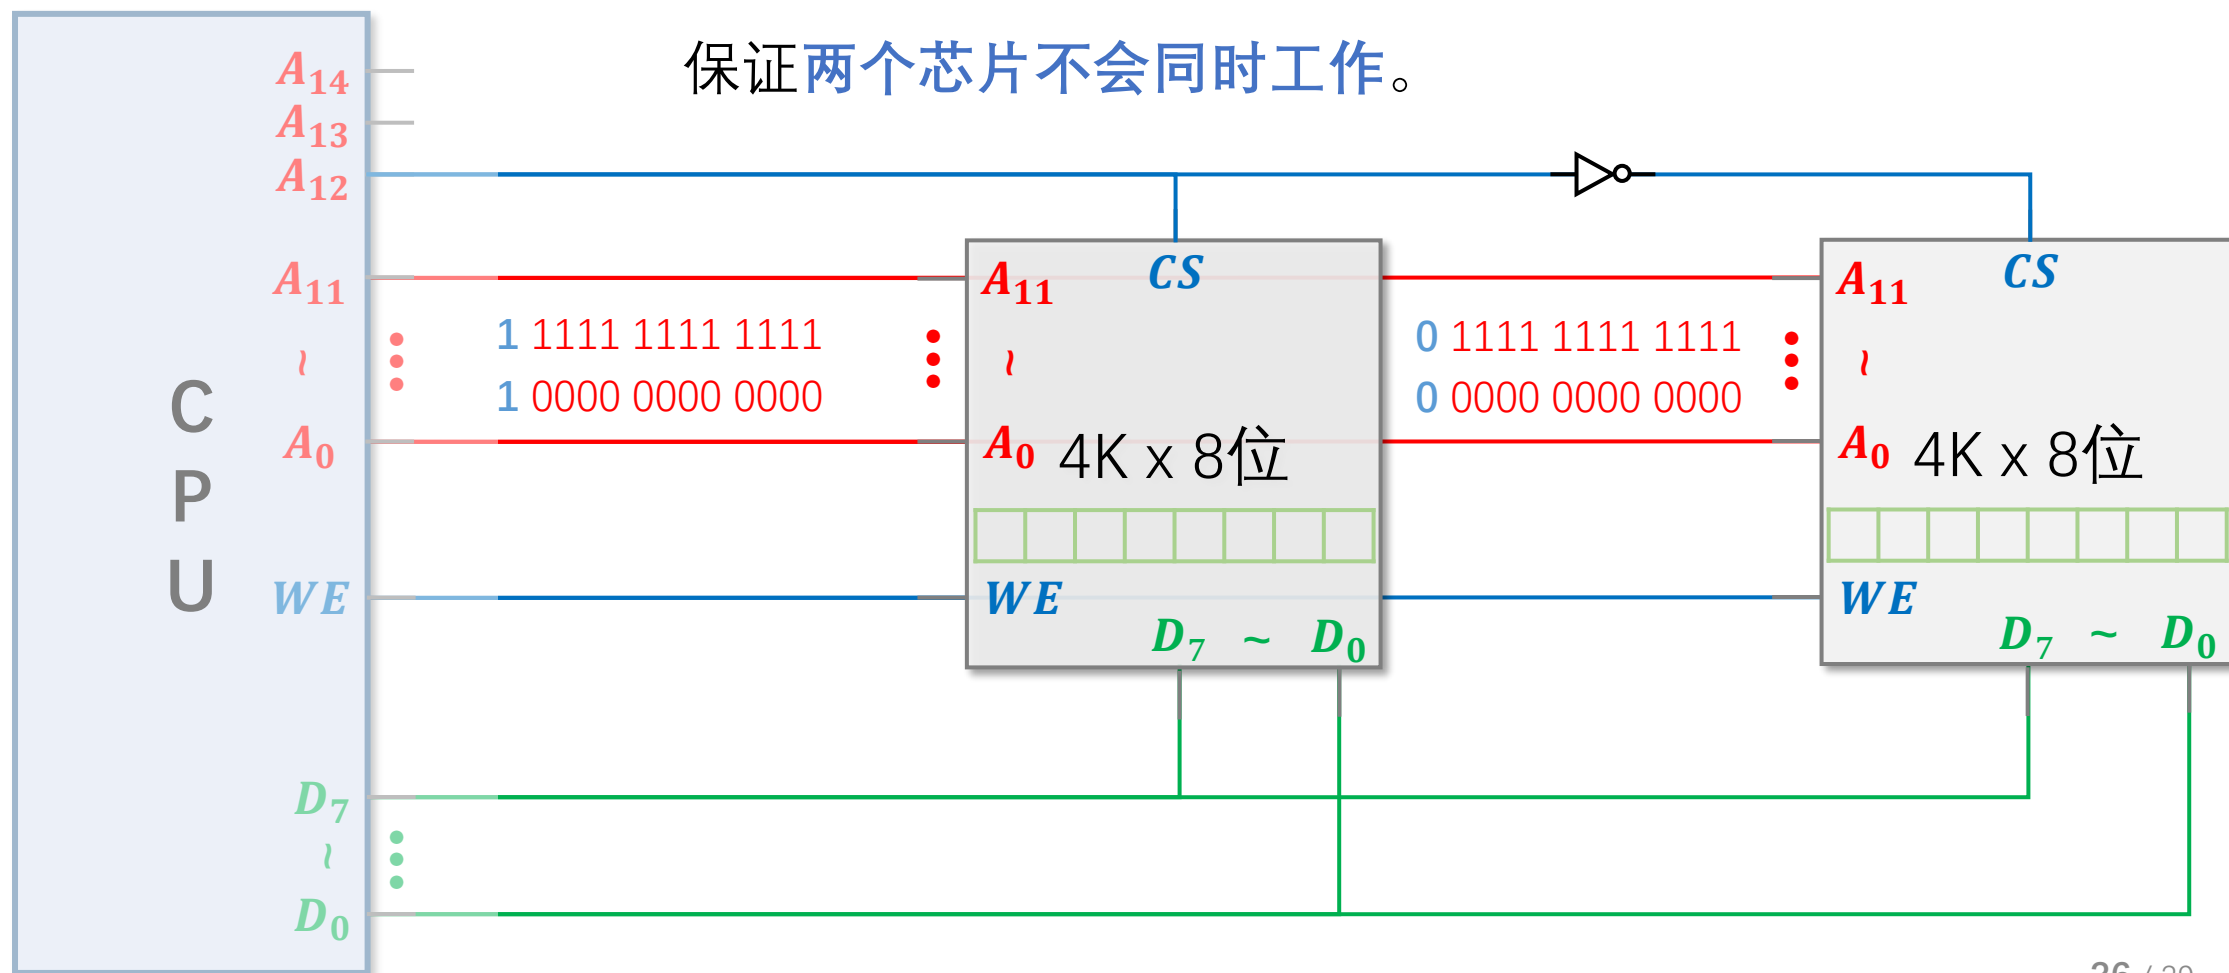 保证两个芯片不会同时工作。
A14
A13
A12
A11
~
A0
CPU
WE
D7
~
D0
1 1111 1111 1111
1 0000 0000 0000
CS
A11
~
A0 4K x 8位
WE
D7 ~ D0
0 1111 1111 1111
0 0000 0000 0000
CS
A11
~
A0 4K x 8位
WE
D7 ~ D0